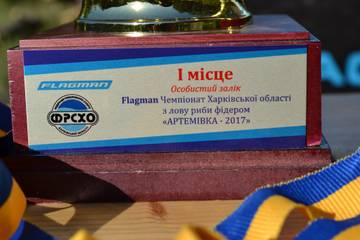 FLAGMAN
ФРСХО
I місце
Особистий залік
Flagman Чемпіонат Харківської області
з лову риби фідером
«АРТЕМІВКА - 2017»